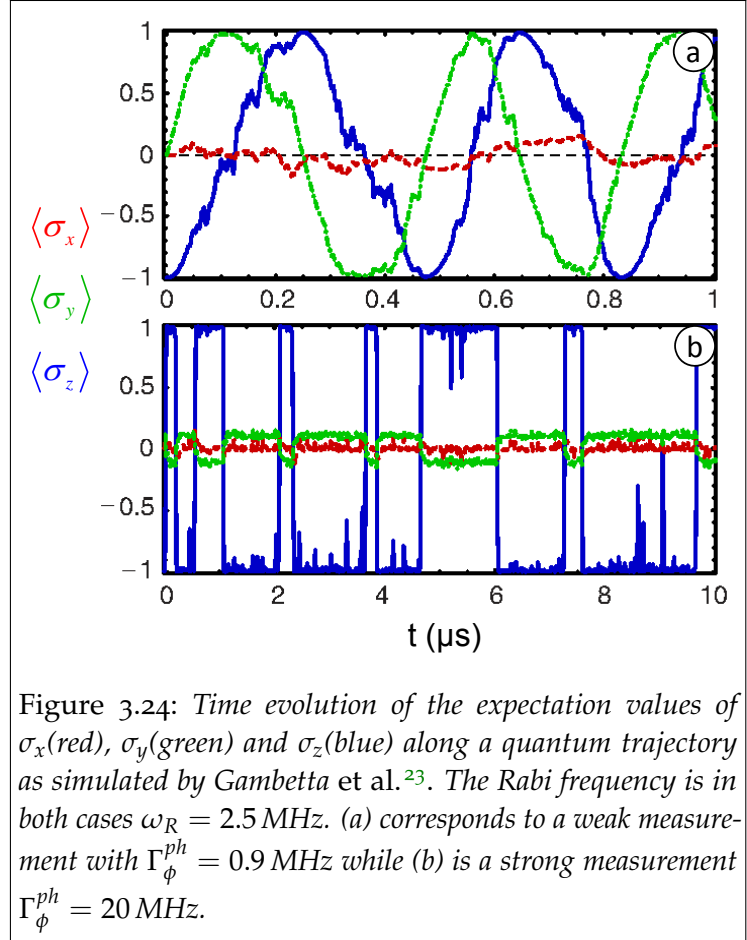 1
a
0.5
0
−0.5
−1
0
0.2
0.4
0.6
0.8
1
⟨σx⟩
⟨σy⟩
⟨σz⟩
1
b
0.5
0
−0.5
−1
0
2
4
6
8
10
t (µs)
Figure 3.24: Time evolution of the expectation values of
σx(red), σy(green) and σz(blue) along a quantum trajectory
as simulated by Gambetta et al.²³. The Rabi frequency is in
both cases ωR = 2.5 MHz. (a) corresponds to a weak measure-
ment with Γϕ^ph = 0.9 MHz while (b) is a strong measurement
Γϕ^ph = 20 MHz.